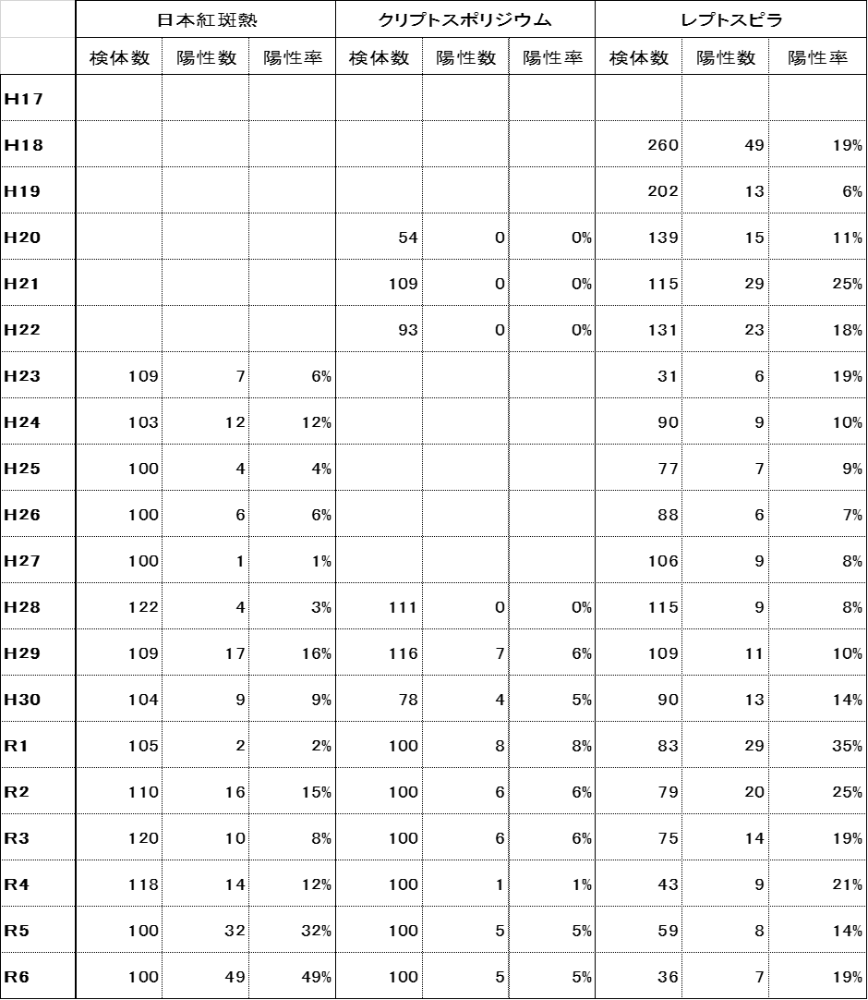 日本紅斑熱 クリプトスポリジウム レプトスピラ
検体数 陽性数 陽性率 検体数 陽性数 陽性率 検体数 陽性数 陽性率
H17
H18 260 49 19%
H19 202 13 6%
H20 54 0 0% 139 15 11%
H21 109 0 0% 115 29 25%
H22 93 0 0% 131 23 18%
H23 109 7 6% 31 6 19%
H24 103 12 12% 90 9 10%
H25 100 4 4% 77 7 9%
H26 100 6 6% 88 6 7%
H27 100 1 1% 106 9 8%
H28 122 4 3% 111 0 0% 115 9 8%
H29 109 17 16% 116 7 6% 109 11 10%
H30 104 9 9% 78 4 5% 90 13 14%
R1 105 2 2% 100 8 8% 83 29 35%
R2 110 16 15% 100 6 6% 79 20 25%
R3 120 10 8% 100 6 6% 75 14 19%
R4 118 14 12% 100 1 1% 43 9 21%
R5 100 32 32% 100 5 5% 59 8 14%
R6 100 49 49% 100 5 5% 36 7 19%